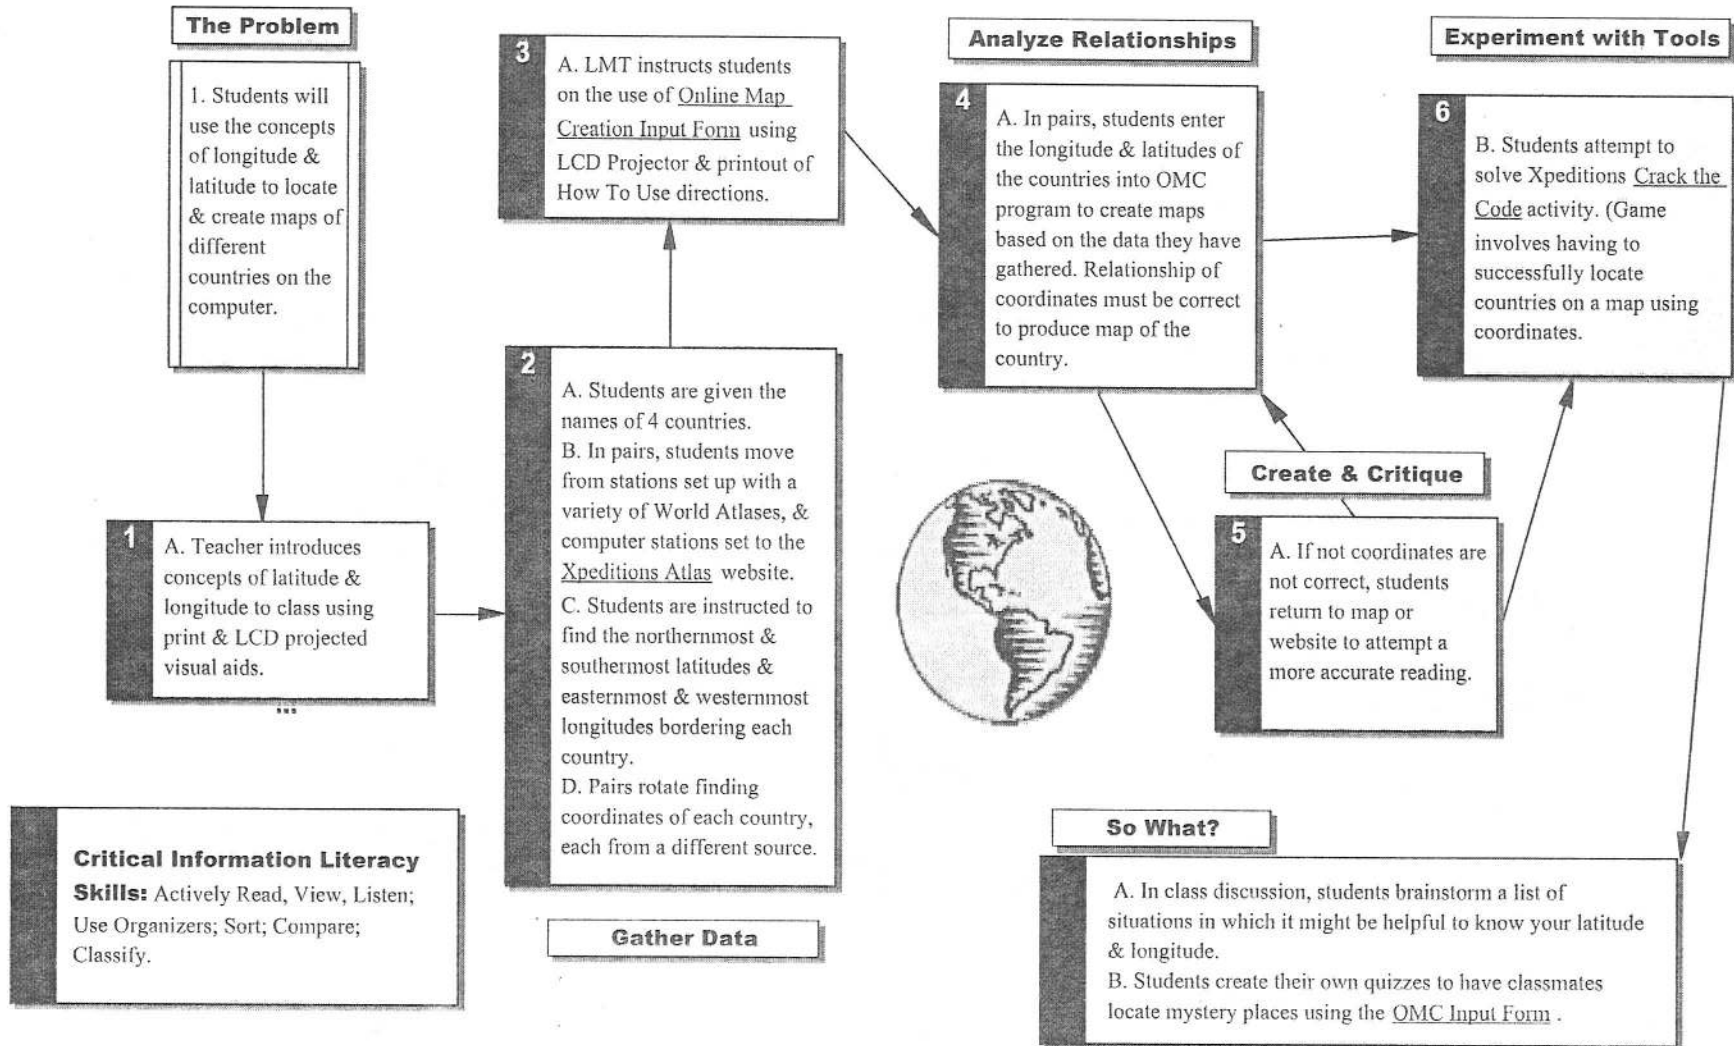 The Problem
1. Students will
use the concepts
of longitude &
latitude to locate
& create maps of
different
countries on the
computer.
1
A. Teacher introduces
concepts of latitude &
longitude to class using
print & LCD projected
visual aids.
...
Critical Information Literacy
Skills: Actively Read, View, Listen;
Use Organizers; Sort; Compare;
Classify.
3
A. LMT instructs students
on the use of Online Map
Creation Input Form using
LCD Projector & printout of
How To Use directions.
2
A. Students are given the
names of 4 countries.
B. In pairs, students move
from stations set up with a
variety of World Atlases, &
computer stations set to the
Xpeditions Atlas website.
C. Students are instructed to
find the northernmost &
southermost latitudes &
easternmost & westernmost
longitudes bordering each
country.
D. Pairs rotate finding
coordinates of each country,
each from a different source.
Gather Data
Analyze Relationships
4
A. In pairs, students enter
the longitude & latitudes of
the countries into OMC
program to create maps
based on the data they have
gathered. Relationship of
coordinates must be correct
to produce map of the
country.
Create & Critique
5
A. If not coordinates are
not correct, students
return to map or
website to attempt a
more accurate reading.
Experiment with Tools
6
B. Students attempt to
solve Xpeditions Crack the
Code activity. (Game
involves having to
successfully locate
countries on a map using
coordinates.
So What?
A. In class discussion, students brainstorm a list of
situations in which it might be helpful to know your latitude
& longitude.
B. Students create their own quizzes to have classmates
locate mystery places using the OMC Input Form .